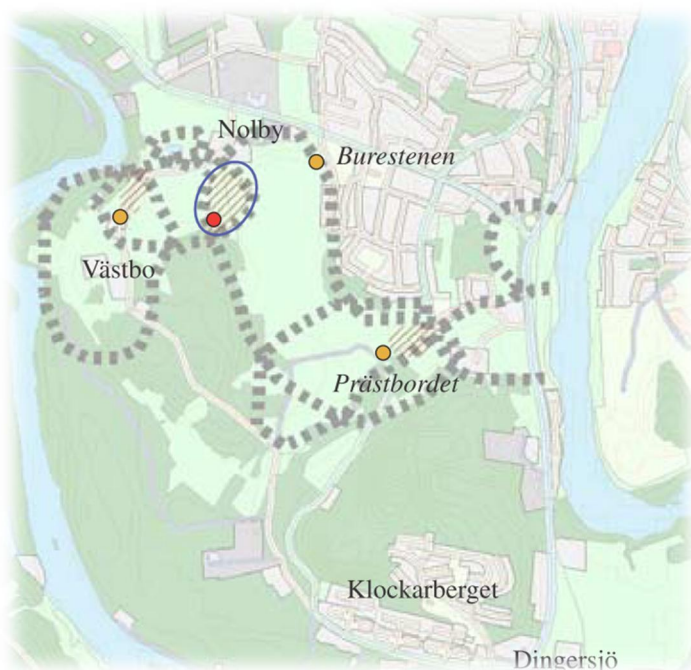 Nolby
Burestenen
Västbo
Prästbordet
Klockarberget
Dingersjö